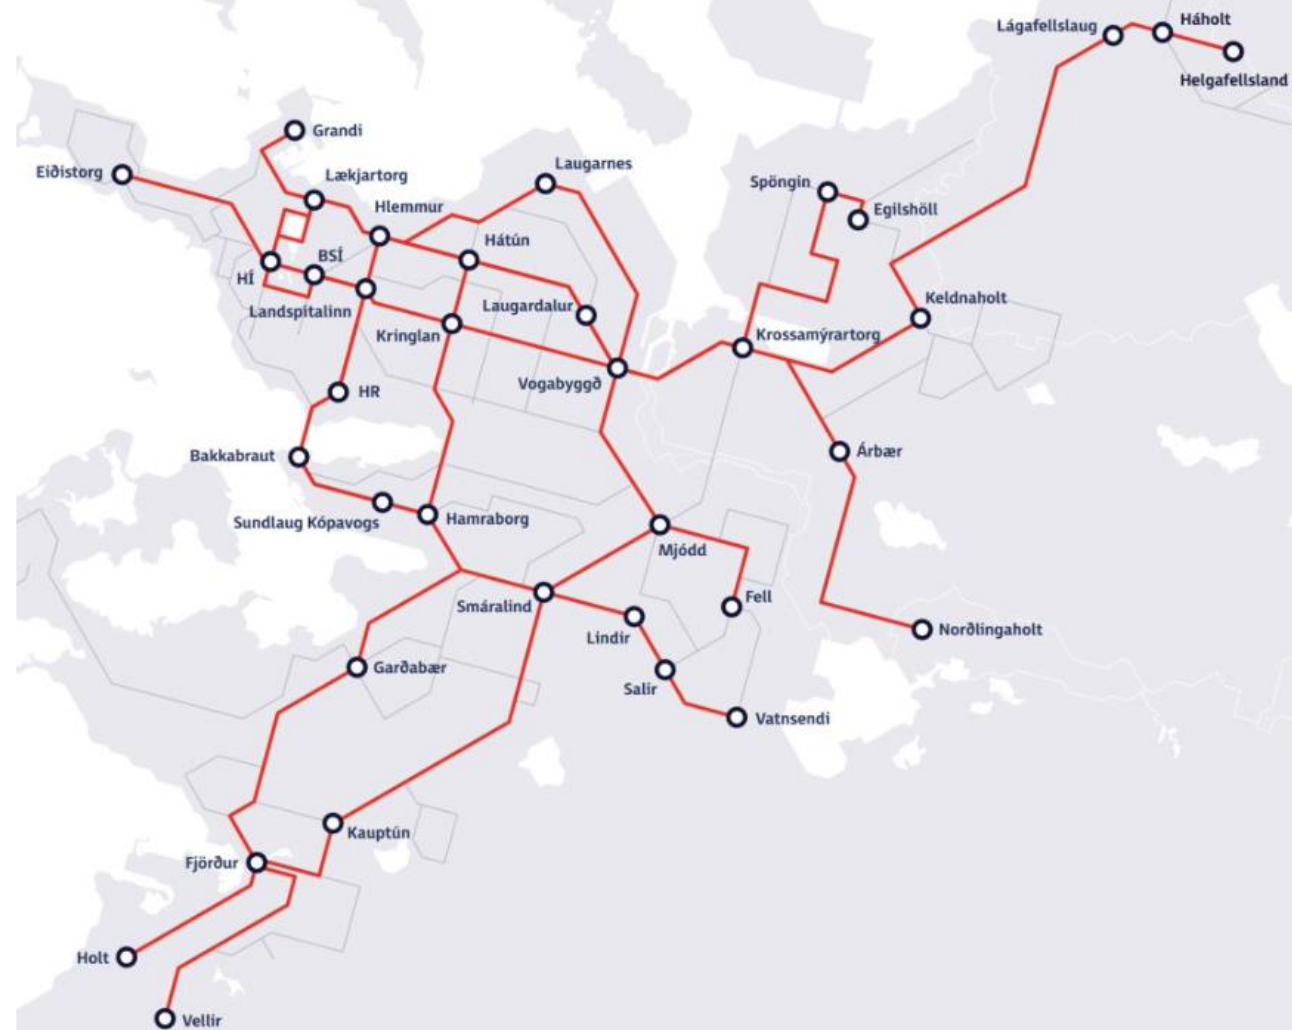 Lágafellslaug
Háholt
Helgafellsland
Grandi
Eiðistorg
Lækjartorg
Laugarnes
Spöngin
Egilshöll
Hlemmur
Hátún
BSÍ
HÍ
Landspítalinn
Laugardalur
Keldnaholt
Kringlan
Krossamýrartorg
Vogabyggð
HR
Bakkabraut
Árbær
Sundlaug Kópavogs
Hamraborg
Mjódd
Smáralind
Fell
Lindir
Norðlingaholt
Garðabær
Salir
Vatnsendi
Kauptún
Fjörður
Holt
Vellir